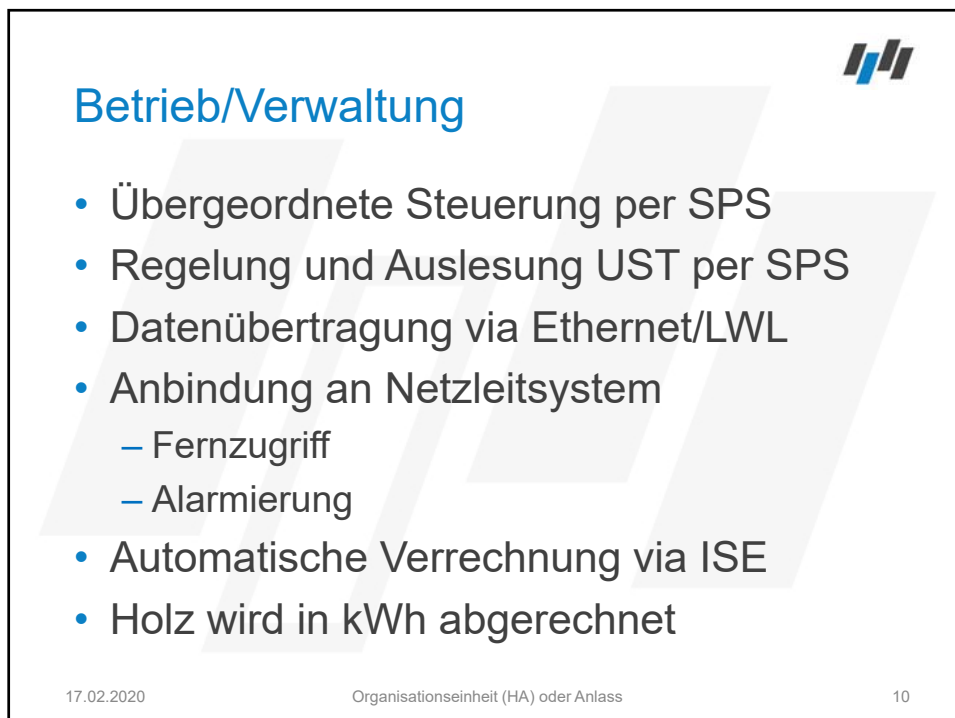 Betrieb/Verwaltung
• Übergeordnete Steuerung per SPS
• Regelung und Auslesung UST per SPS
• Datenübertragung via Ethernet/LWL
• Anbindung an Netzleitsystem
– Fernzugriff
– Alarmierung
• Automatische Verrechnung via ISE
• Holz wird in kWh abgerechnet
17.02.2020 Organisationseinheit (HA) oder Anlass 10